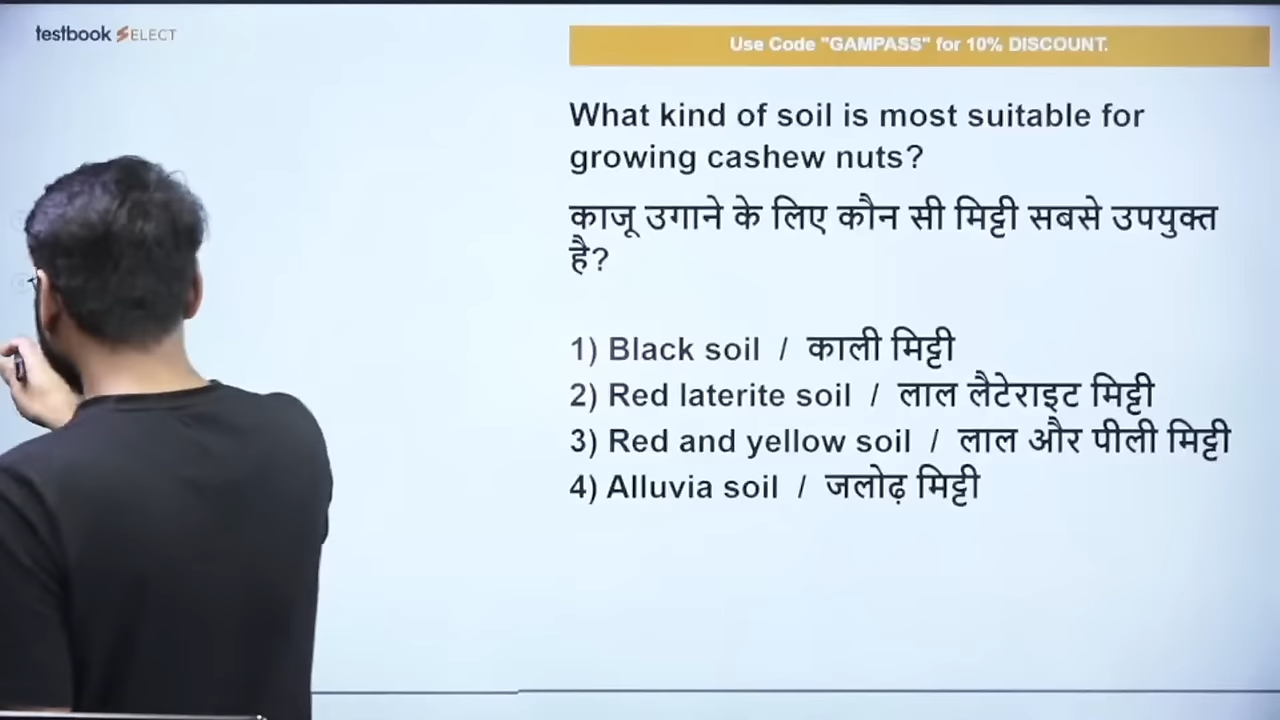 testbook SELECT
Use Code "GAMPASS" for 10% DISCOUNT.
What kind of soil is most suitable for
growing cashew nuts?
काजू उगाने के लिए कौन सी मिट्टी सबसे उपयुक्त
है?
1) Black soil / काली मिट्टी
2) Red laterite soil / लाल लैटेराइट मिट्टी
3) Red and yellow soil / लाल और पीली मिट्टी
4) Alluvia soil / जलोढ़ मिट्टी